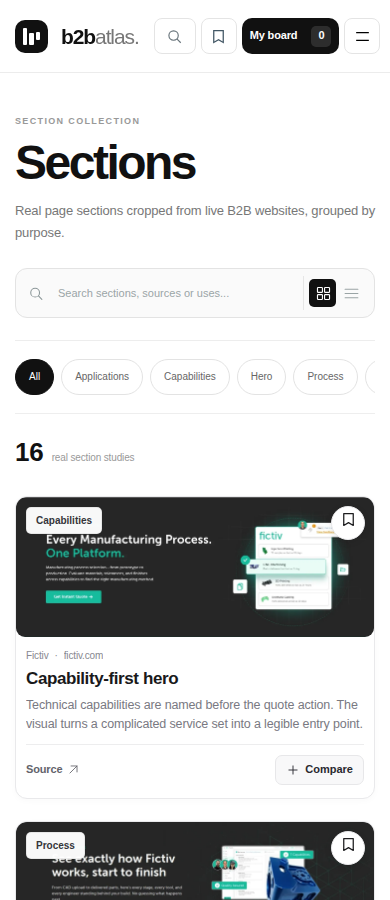 b2batlas.
My board 0
SECTION COLLECTION
Sections
Real page sections cropped from live B2B websites, grouped by
purpose.
Search sections, sources or uses...
All
Applications
Capabilities
Hero
Process
16 real section studies
Capabilities
Every Manufacturing Process.
One Platform.
fictiv
Fictiv · fictiv.com
Capability-first hero
Technical capabilities are named before the quote action. The
visual turns a complicated service set into a legible entry point.
Source
Compare
Process
See exactly how Fictiv
works, start to finish